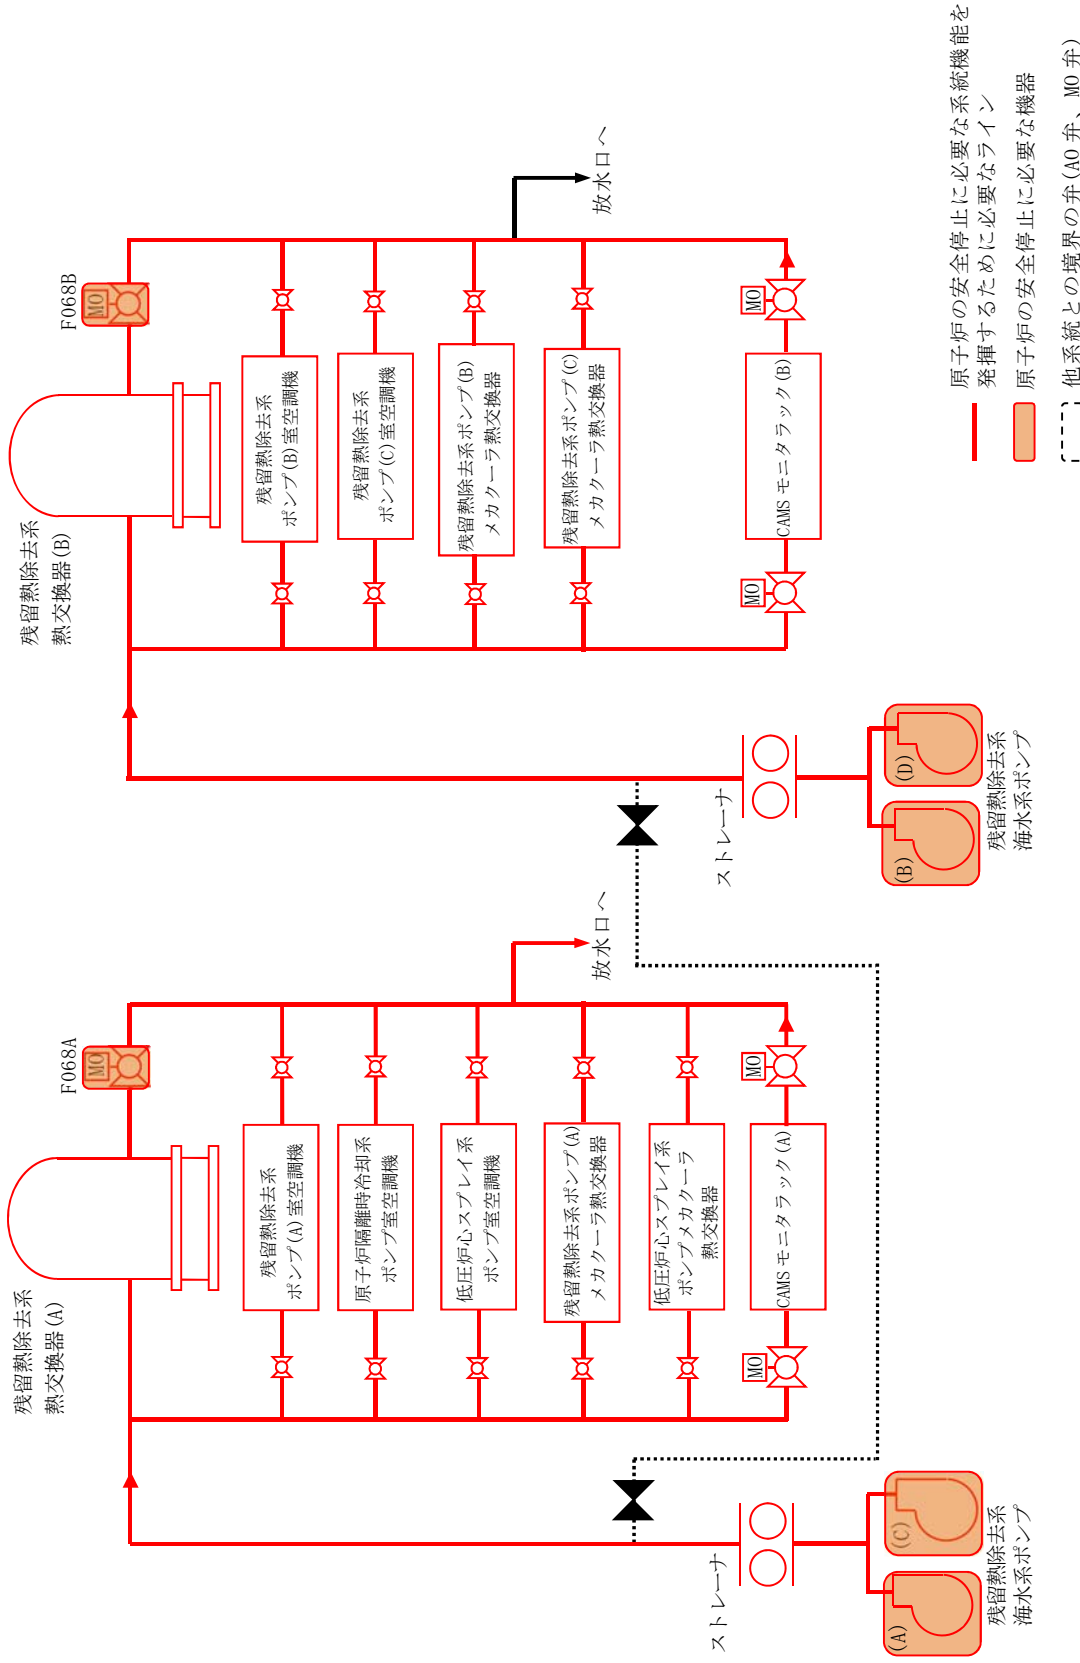 残留熱除去系
熱交換器(A)
F068A
MO
残留熱除去系
ポンプ(A)室空調機
原子炉隔離時冷却系
ポンプ室空調機
低圧炉心スプレイ系
ポンプ室空調機
残留熱除去系ポンプ(A)
メカクーラ熱交換器
低圧炉心スプレイ系
ポンプメカクーラ
熱交換器
MO
CAMSモニタラック(A)
MO
放水口へ
ストレーナ
(A)
(C)
残留熱除去系
海水系ポンプ
残留熱除去系
熱交換器(B)
F068B
MO
残留熱除去系
ポンプ(B)室空調機
残留熱除去系
ポンプ(C)室空調機
残留熱除去系ポンプ(B)
メカクーラ熱交換器
残留熱除去系ポンプ(C)
メカクーラ熱交換器
MO
CAMSモニタラック(B)
MO
放水口へ
ストレーナ
(B)
(D)
残留熱除去系
海水系ポンプ
原子炉の安全停止に必要な系統機能を
発揮するために必要なライン
原子炉の安全停止に必要な機器
他系統との境界の弁(AO弁、MO弁)